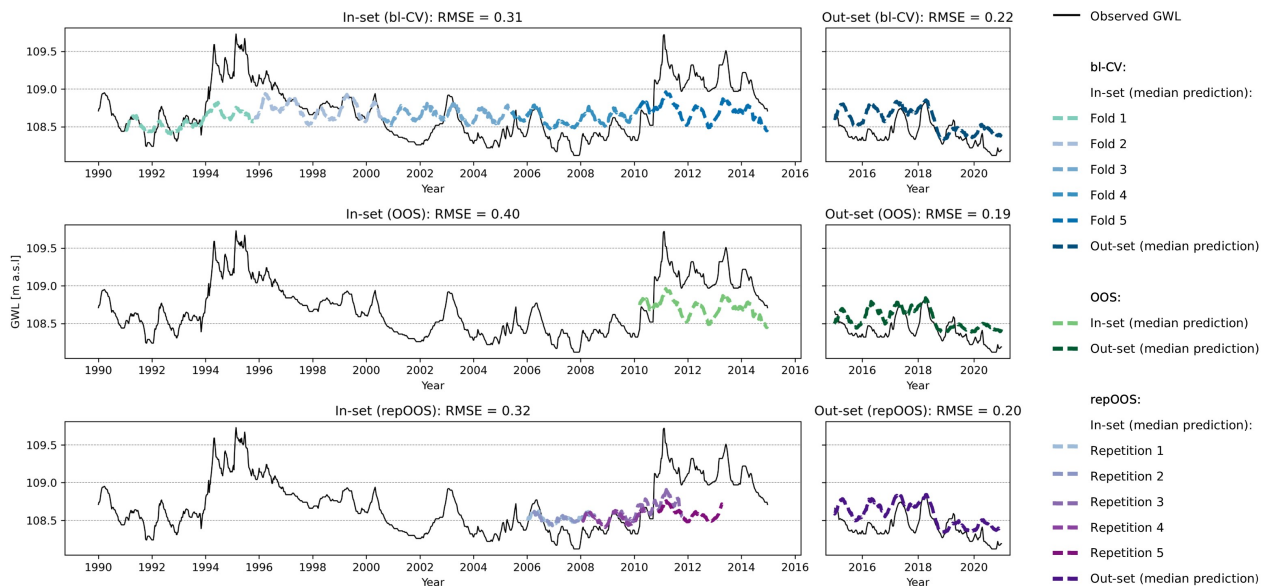 In-set (bl-CV): RMSE = 0.31
109.5
109.0
108.5
1990 1992 1994 1996 1998 2000 2002 2004 2006 2008 2010 2012 2014 2016
Year
Out-set (bl-CV): RMSE = 0.22
2016 2018 2020
Year
In-set (OOS): RMSE = 0.40
GWL [m a.s.l]
109.5
109.0
108.5
1990 1992 1994 1996 1998 2000 2002 2004 2006 2008 2010 2012 2014 2016
Year
Out-set (OOS): RMSE = 0.19
2016 2018 2020
Year
In-set (repOOS): RMSE = 0.32
109.5
109.0
108.5
1990 1992 1994 1996 1998 2000 2002 2004 2006 2008 2010 2012 2014 2016
Year
Out-set (repOOS): RMSE = 0.20
2016 2018 2020
Year
Observed GWL
bl-CV:
In-set (median prediction):
Fold 1
Fold 2
Fold 3
Fold 4
Fold 5
Out-set (median prediction)
OOS:
In-set (median prediction)
Out-set (median prediction)
repOOS:
In-set (median prediction):
Repetition 1
Repetition 2
Repetition 3
Repetition 4
Repetition 5
Out-set (median prediction)